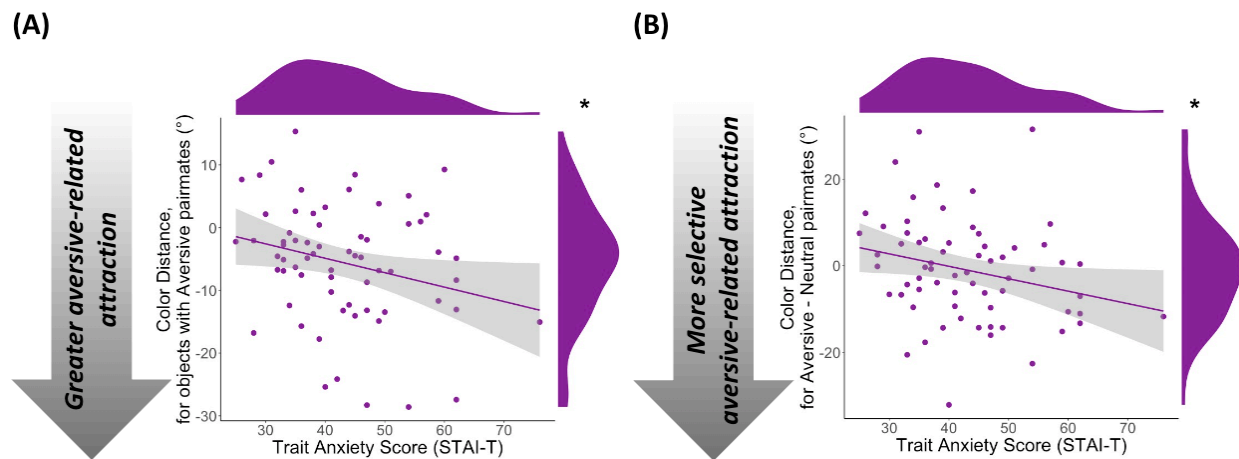 (A)
Greater aversive-related
attraction
Color Distance,
for objects with Aversive pairmates (°)
10
0
-10
-20
-30
30 40 50 60 70
Trait Anxiety Score (STAI-T)
*
(B)
More selective
aversive-related attraction
Color Distance,
for Aversive - Neutral pairmates (°)
20
0
-20
30 40 50 60 70
Trait Anxiety Score (STAI-T)
*